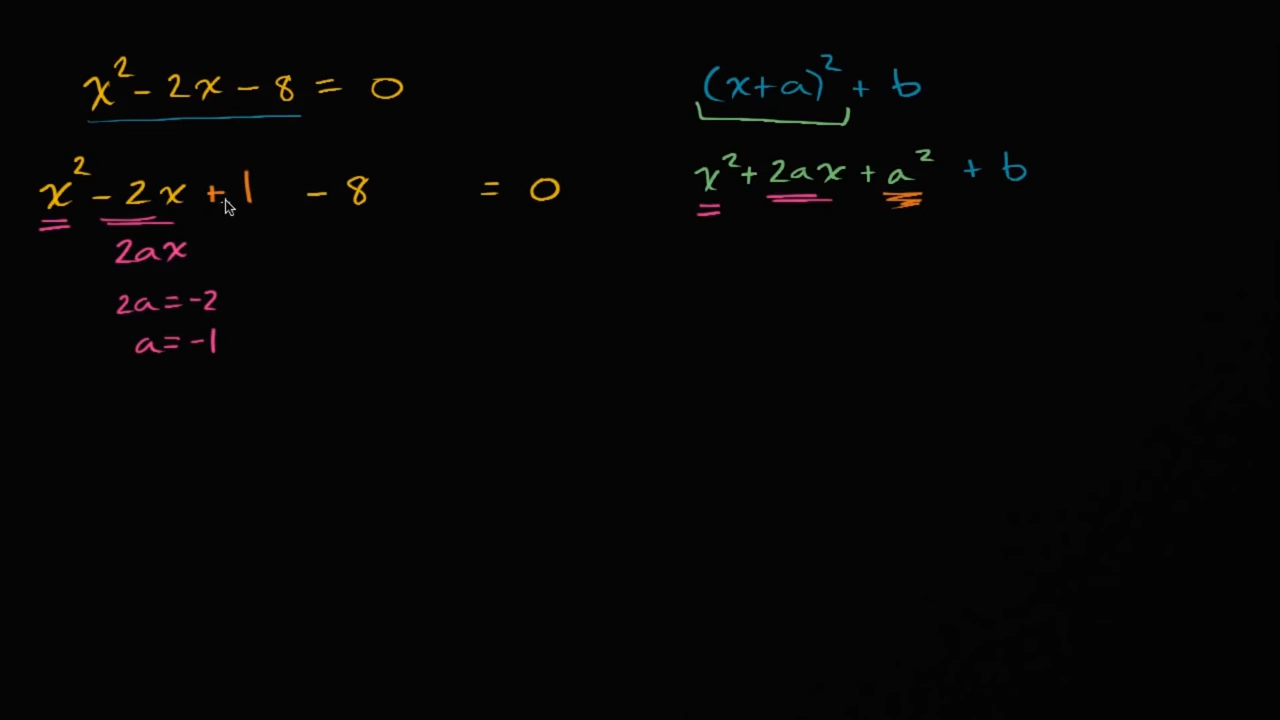 x² - 2x - 8 = 0
x² - 2x + 1 - 8 = 0
2ax
2a = -2
a = -1
(x+a)² + b
x² + 2ax + a² + b